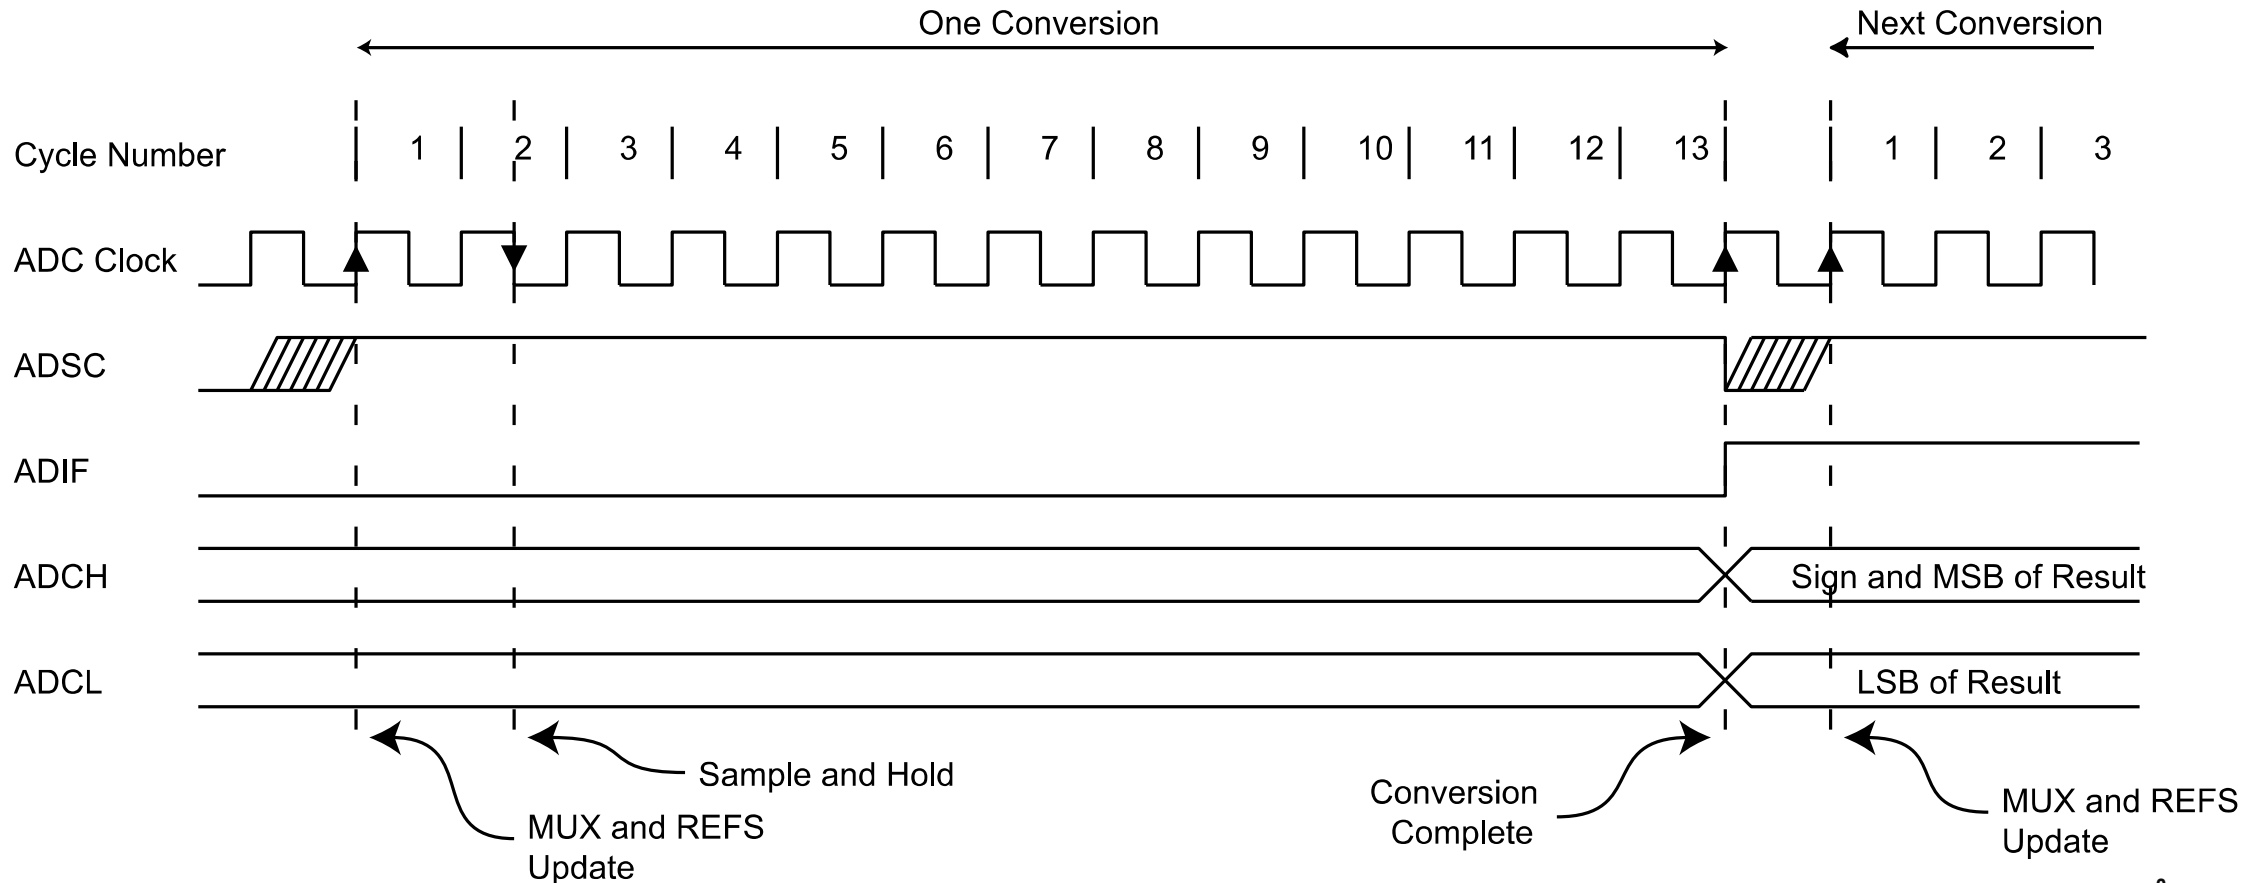 One Conversion
Next Conversion
Cycle Number 1 2 3 4 5 6 7 8 9 10 11 12 13 1 2 3
ADC Clock
ADSC
ADIF
ADCH
Sign and MSB of Result
ADCL
LSB of Result
Sample and Hold
MUX and REFS
Update
Conversion
Complete
MUX and REFS
Update